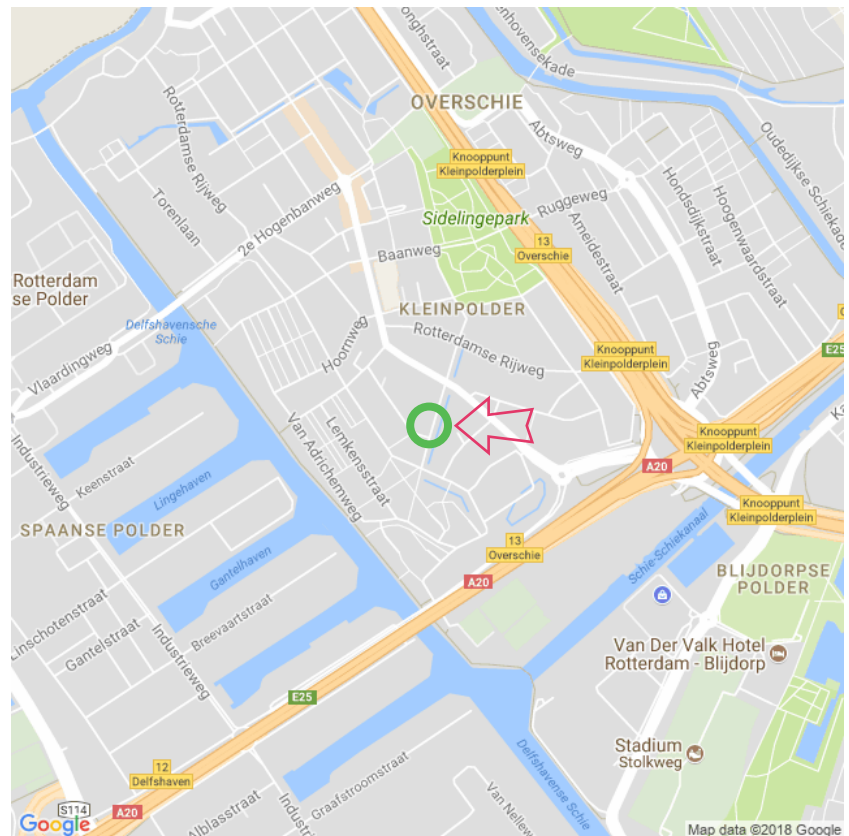 onghstraat
enhovensekade
OVERSCHIE
Rotterdamse Rijweg
Abtsweg
Oudedijkse Schiekade
Knooppunt
Kleinpolderplein
Torenlaan
2e Hogenbanweg
Sidelingepark
Ruggeweg
Ameidestraat
Hondsdijkstraat
Hoogenwaardstraat
13
Overschie
Baanweg
Rotterdam
se Polder
KLEINPOLDER
Delfshavensche
Schie
Hoornweg
Rotterdamse Rijweg
Knooppunt
Kleinpolderplein
E25
Vlaardingweg
Abtsweg
Ka
Van Adrichemweg
Lemkensstraat
Knooppunt
Kleinpolderplein
A20
Industrieweg
Keenstraat
Lingehaven
Knooppunt
Kleinpolderplein
SPAANSE POLDER
13
Overschie
Schie-Schiekanaal
Gantelhaven
A20
BLIJDORPSE
POLDER
Linschotenstraat
Gantelstraat
Breevaartstraat
Industrieweg
Van Der Valk Hotel
Rotterdam - Blijdorp
E25
Delfshavense Schie
Stadium
Stolkweg
12
Delfshaven
Graafstroomstraat
Van Nellew
S114
A20
Alblasstraat
Indust
Google
Map data ©2018 Google